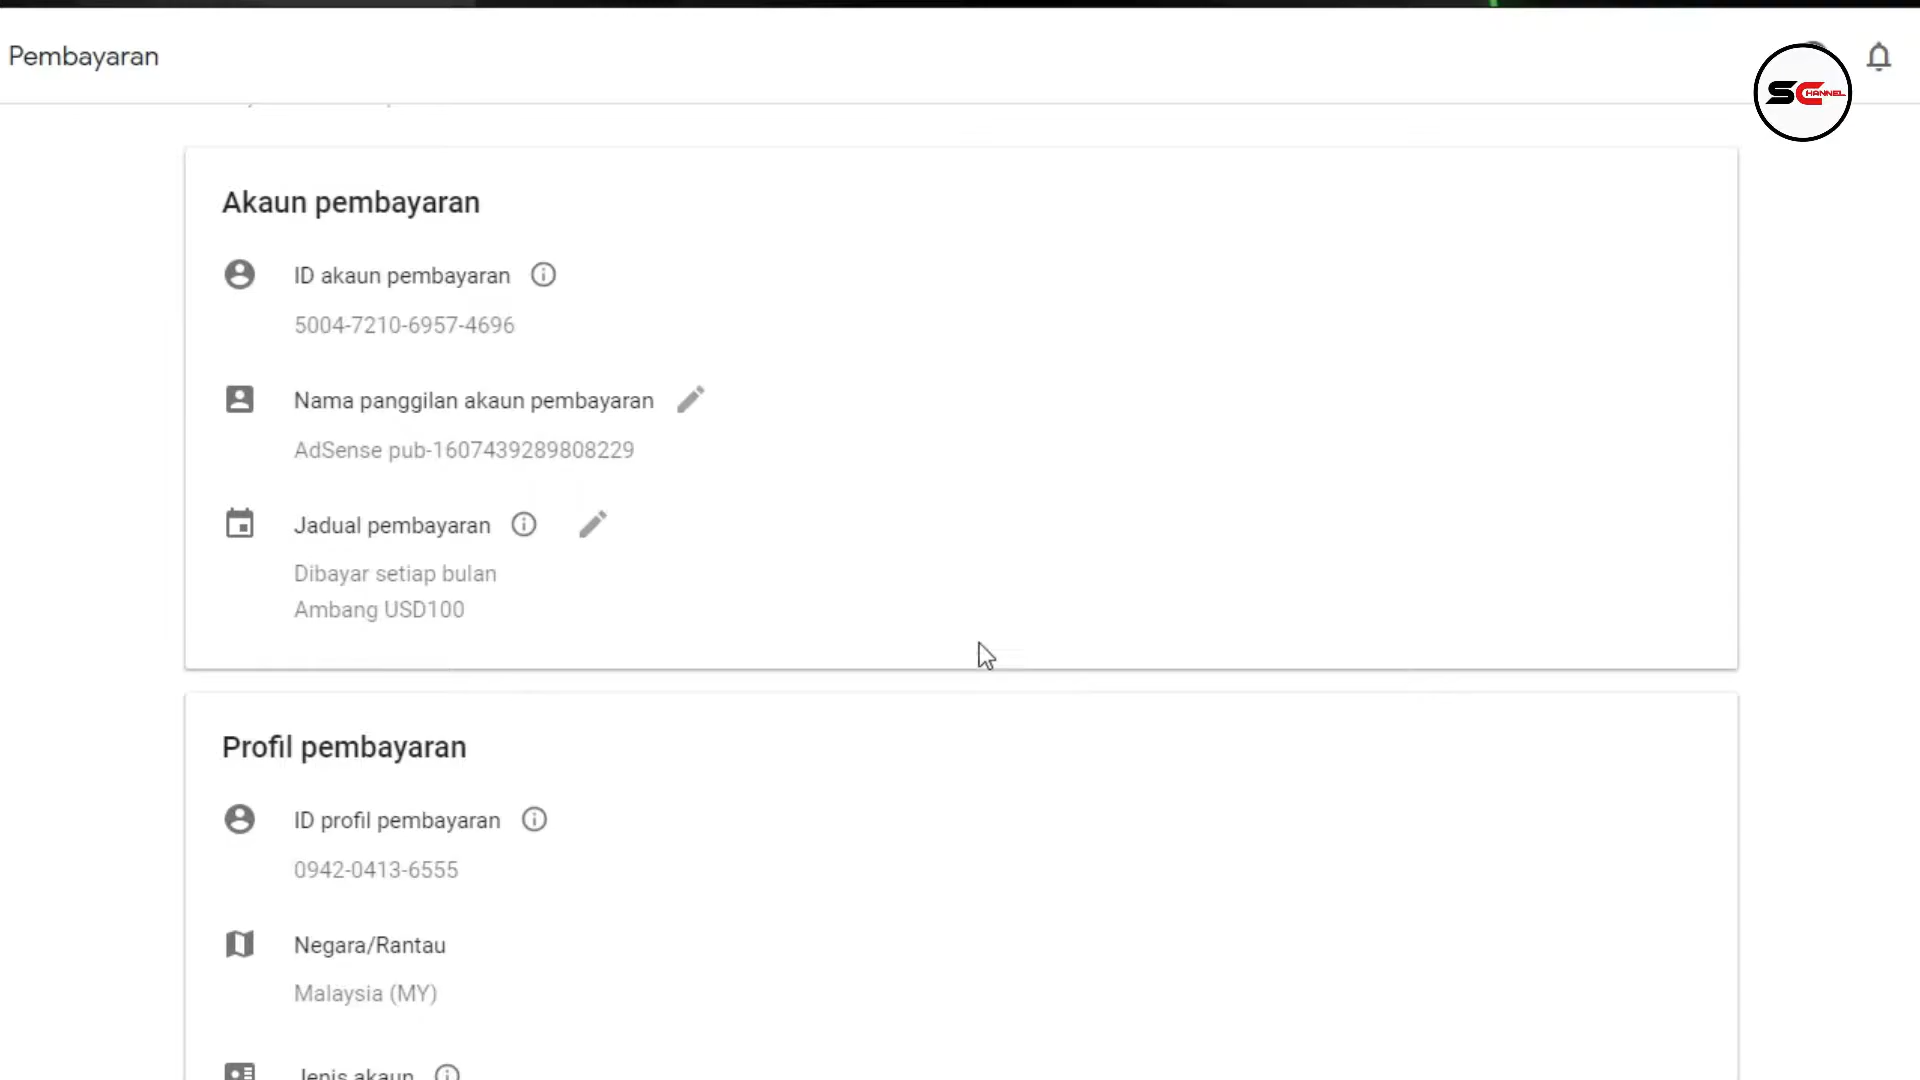 Pembayaran
SCHANNEL
Akaun pembayaran
ID akaun pembayaran
5004-7210-6957-4696
Nama panggilan akaun pembayaran
AdSense pub-1607439289808229
Jadual pembayaran
Dibayar setiap bulan
Ambang USD100
Profil pembayaran
ID profil pembayaran
0942-0413-6555
Negara/Rantau
Malaysia (MY)
Jenis akaun